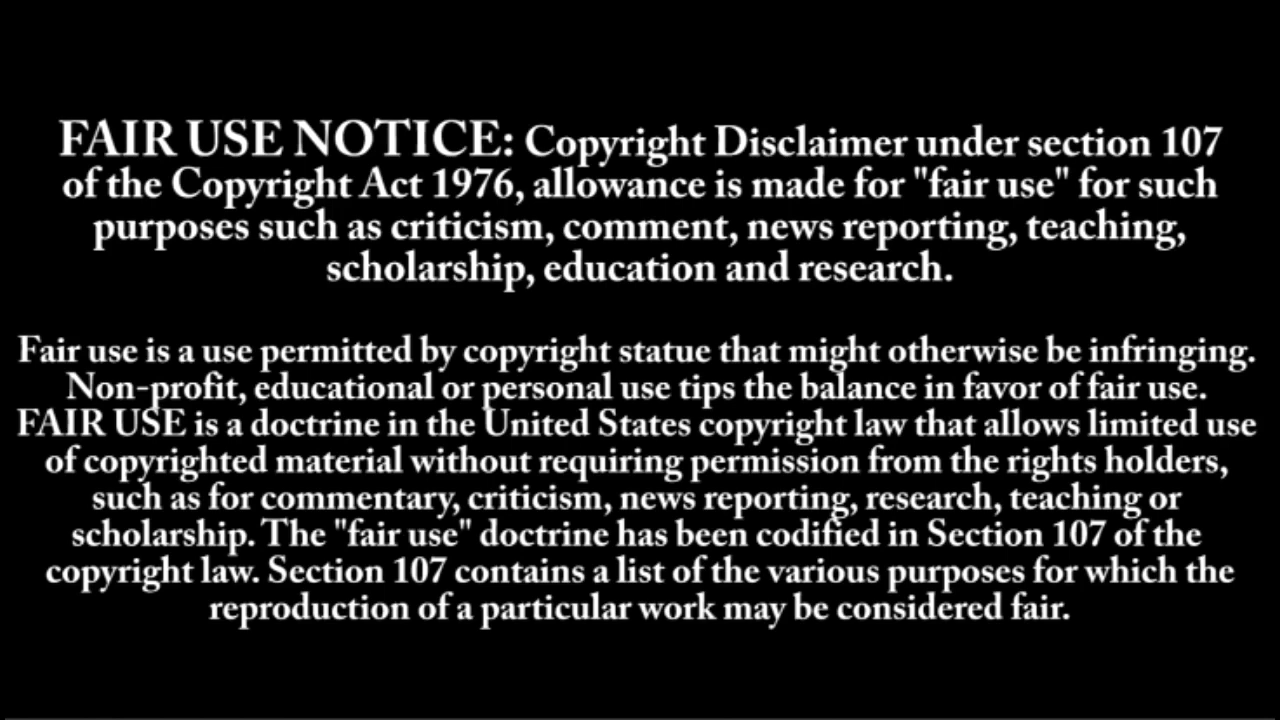 FAIR USE NOTICE: Copyright Disclaimer under section 107
of the Copyright Act 1976, allowance is made for "fair use" for such
purposes such as criticism, comment, news reporting, teaching,
scholarship, education and research.
Fair use is a use permitted by copyright statue that might otherwise be infringing.
Non-profit, educational or personal use tips the balance in favor of fair use.
FAIR USE is a doctrine in the United States copyright law that allows limited use
of copyrighted material without requiring permission from the rights holders,
such as for commentary, criticism, news reporting, research, teaching or
scholarship. The "fair use" doctrine has been codified in Section 107 of the
copyright law. Section 107 contains a list of the various purposes for which the
reproduction of a particular work may be considered fair.